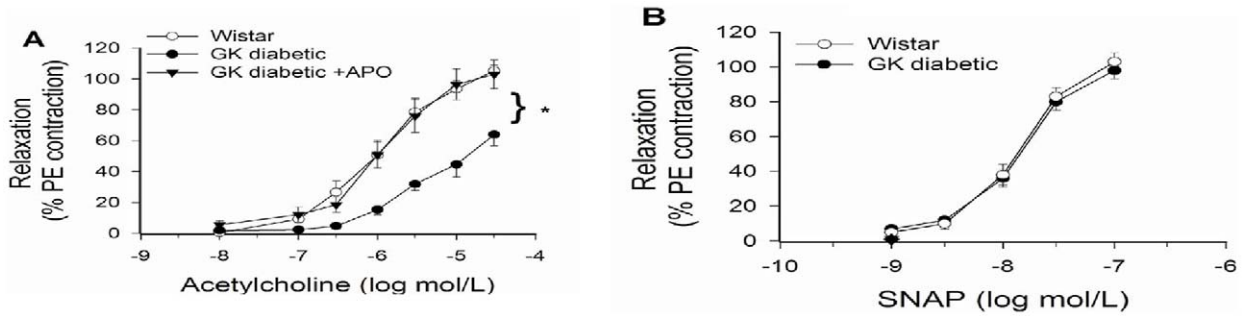 A
Wistar
GK diabetic
GK diabetic +APO
120
100
80
60
40
20
0
Relaxation
(% PE contraction)
} *
-9 -8 -7 -6 -5 -4
Acetylcholine (log mol/L)
B
Wistar
GK diabetic
120
100
80
60
40
20
0
Relaxation
(% PE contraction)
-10 -9 -8 -7 -6
SNAP (log mol/L)